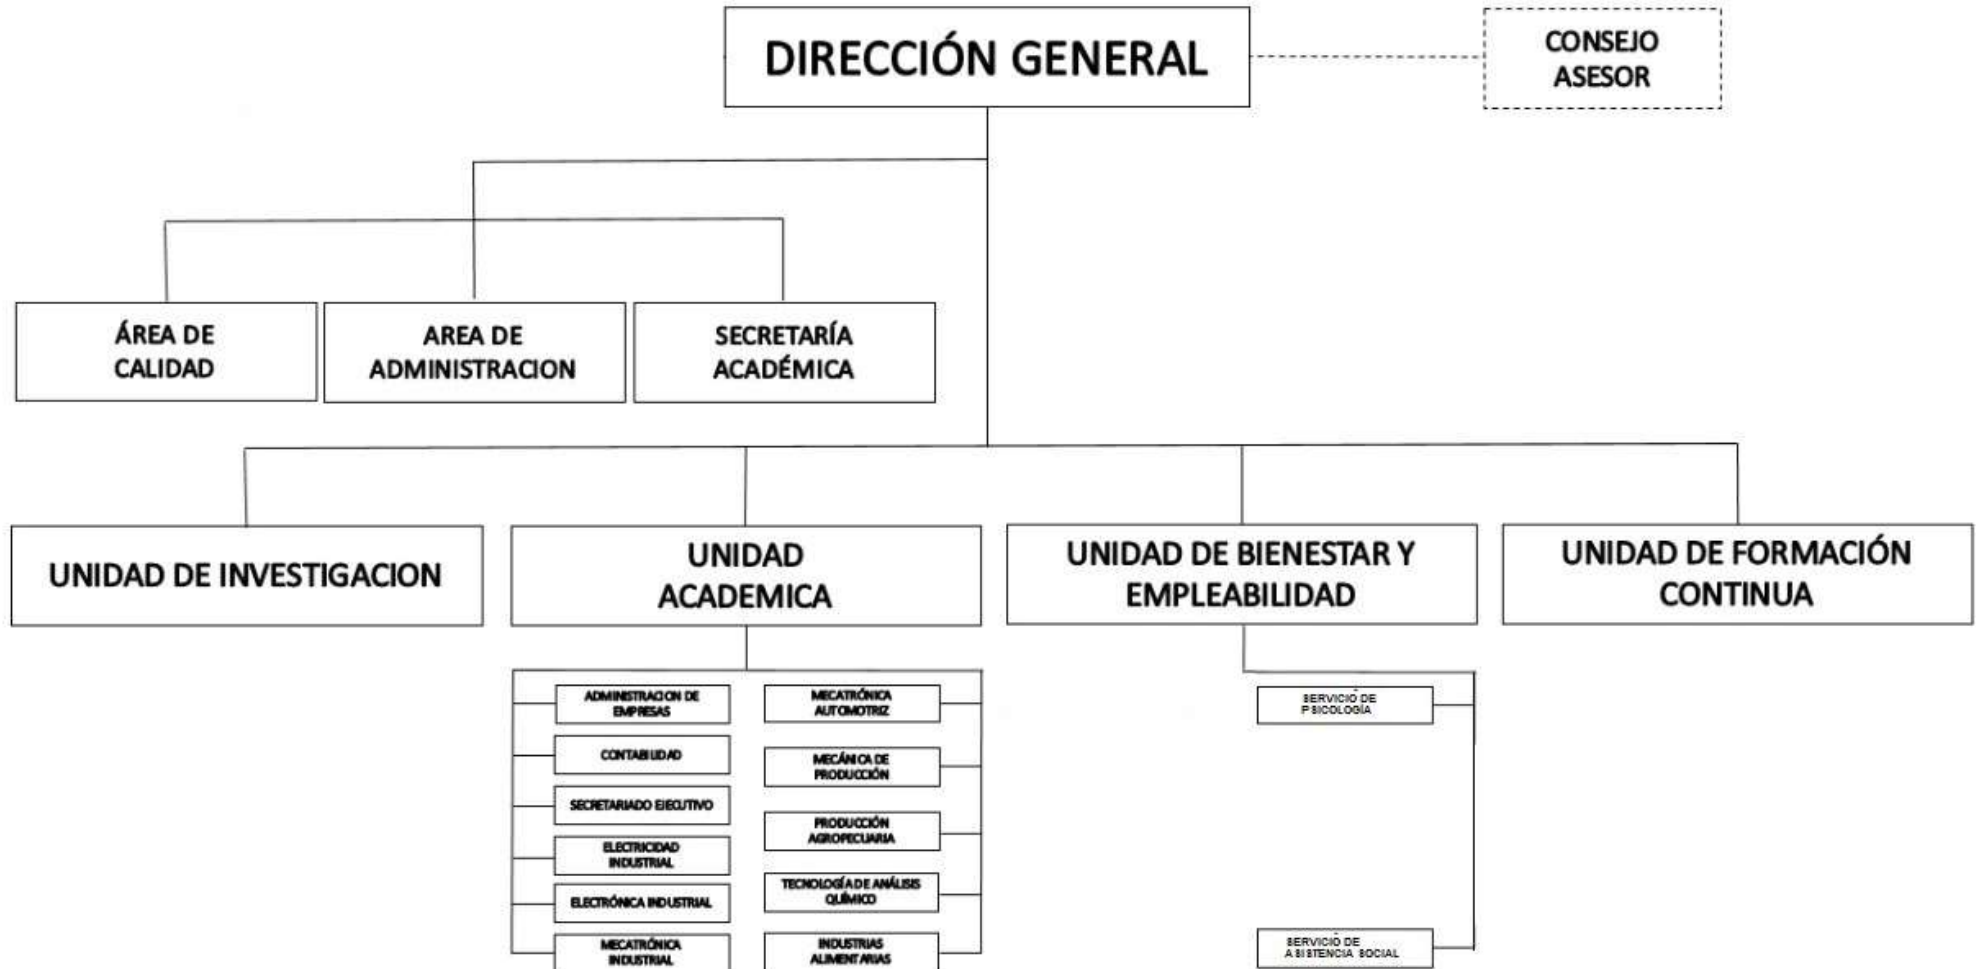 DIRECCIÓN GENERAL
CONSEJO
ASESOR
ÁREA DE
CALIDAD
AREA DE
ADMINISTRACION
SECRETARÍA
ACADÉMICA
UNIDAD DE INVESTIGACION
UNIDAD
ACADEMICA
UNIDAD DE BIENESTAR Y
EMPLEABILIDAD
UNIDAD DE FORMACIÓN
CONTINUA
ADMINISTRACION DE
EMPRESAS
CONTABILIDAD
SECRETARIADO EJECUTIVO
ELECTRICIDAD
INDUSTRIAL
ELECTRÓNICA INDUSTRIAL
MECATRÓNICA
INDUSTRIAL
MECATRÓNICA
AUTOMOTRIZ
MECÁNICA DE
PRODUCCIÓN
PRODUCCIÓN
AGROPECUARIA
TECNOLOGÍA DE ANÁLISIS
QUÍMICO
INDUSTRIAS
ALIMENTARIAS
SERVICIO DE
PSICOLOGÍA
SERVICIO DE
ASISTENCIA SOCIAL